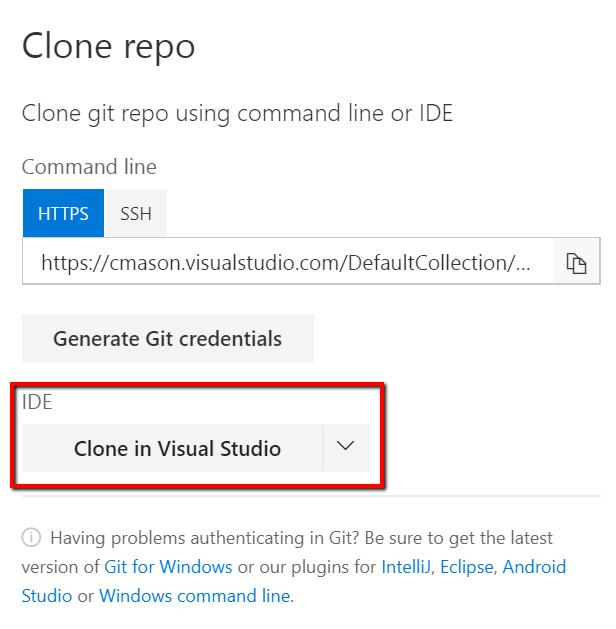 Clone repo
Clone git repo using command line or IDE
Command line
HTTPS SSH
https://cmason.visualstudio.com/DefaultCollection/...
Generate Git credentials
IDE
Clone in Visual Studio
Having problems authenticating in Git? Be sure to get the latest
version of Git for Windows or our plugins for IntelliJ, Eclipse, Android
Studio or Windows command line.